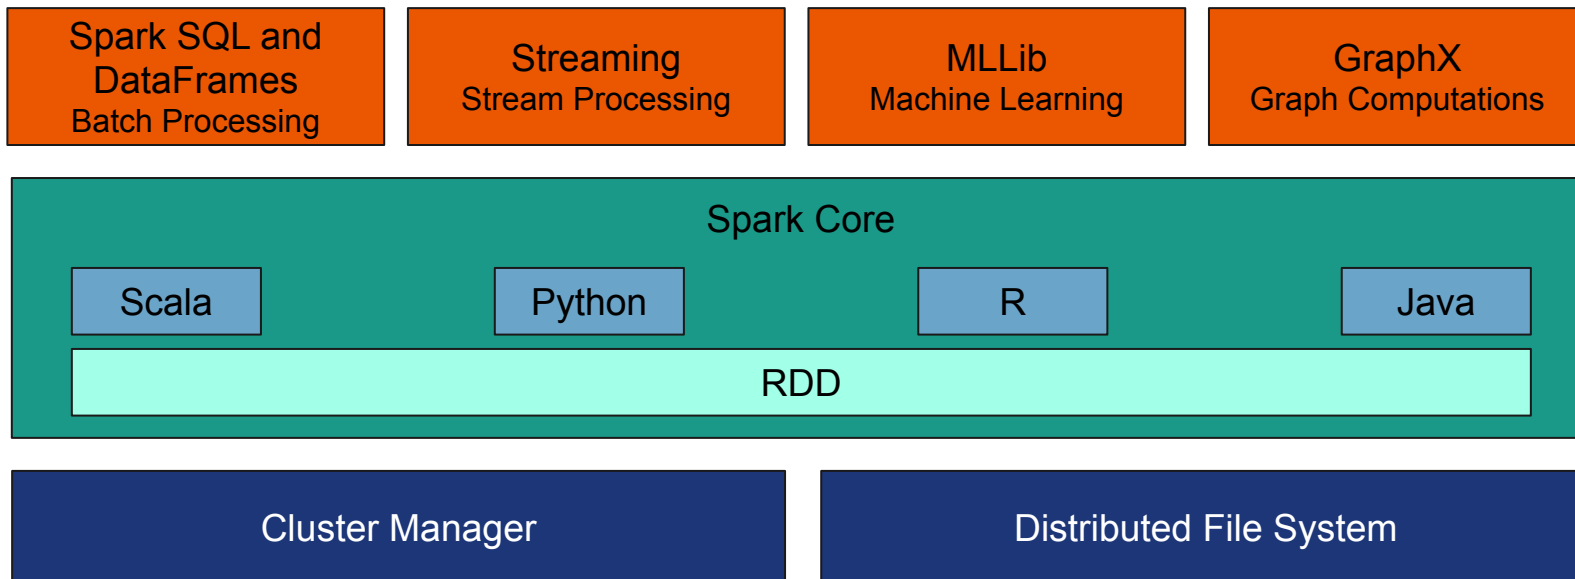 Spark SQL and
DataFrames
Batch Processing
Streaming
Stream Processing
MLLib
Machine Learning
GraphX
Graph Computations
Spark Core
Scala
Python
R
Java
RDD
Cluster Manager
Distributed File System